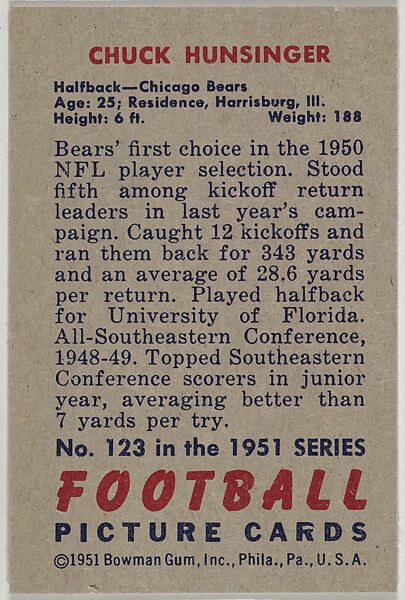 CHUCK HUNSINGER
Halfback—Chicago Bears
Age: 25; Residence, Harrisburg, Ill.
Height: 6 ft. Weight: 188
Bears' first choice in the 1950
NFL player selection. Stood
fifth among kickoff return
leaders in last year's cam-
paign. Caught 12 kickoffs and
ran them back for 343 yards
and an average of 28.6 yards
per return. Played halfback
for University of Florida.
All-Southeastern Conference,
1948-49. Topped Southeastern
Conference scorers in junior
year, averaging better than
7 yards per try.
No. 123 in the 1951 SERIES
FOOTBALL
PICTURE CARDS
©1951 Bowman Gum, Inc., Phila., Pa., U.S.A.